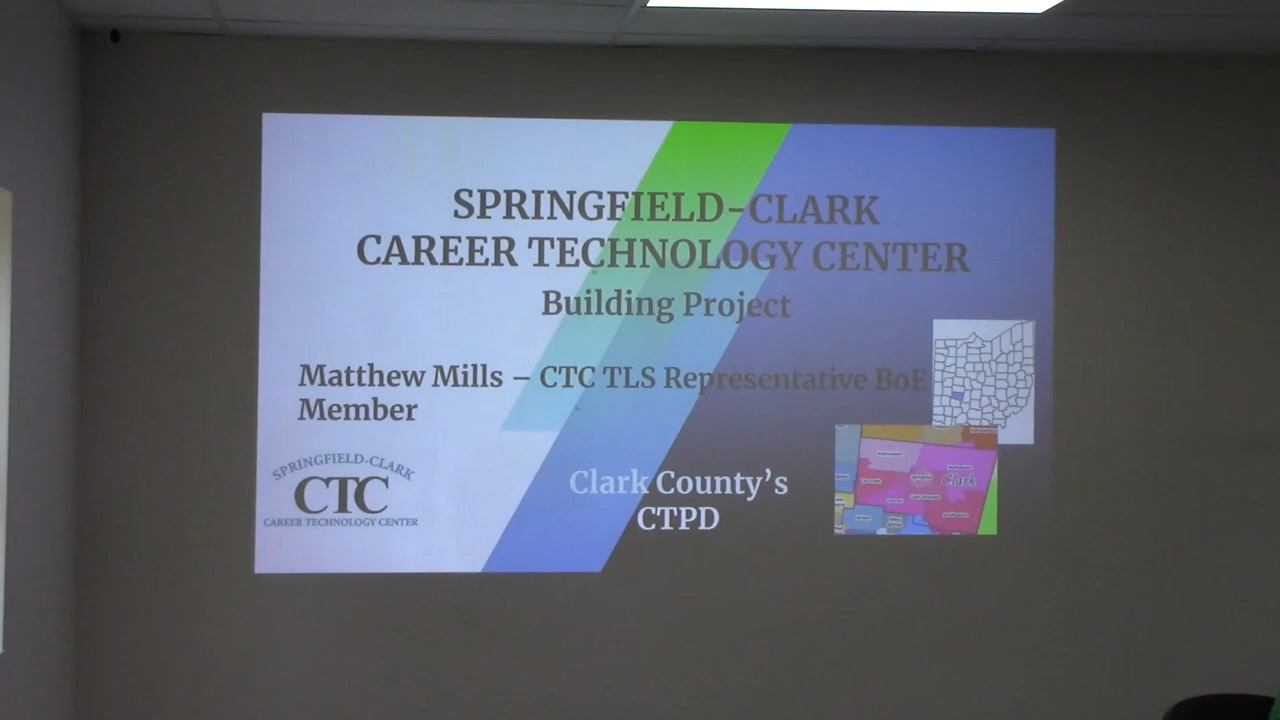 SPRINGFIELD-CLARK
CAREER TECHNOLOGY CENTER
Building Project
Matthew Mills – CTC TLS Representative BoE
Member
SPRINGFIELD-CLARK
CTC
CAREER TECHNOLOGY CENTER
Clark County's
CTPD
Clark